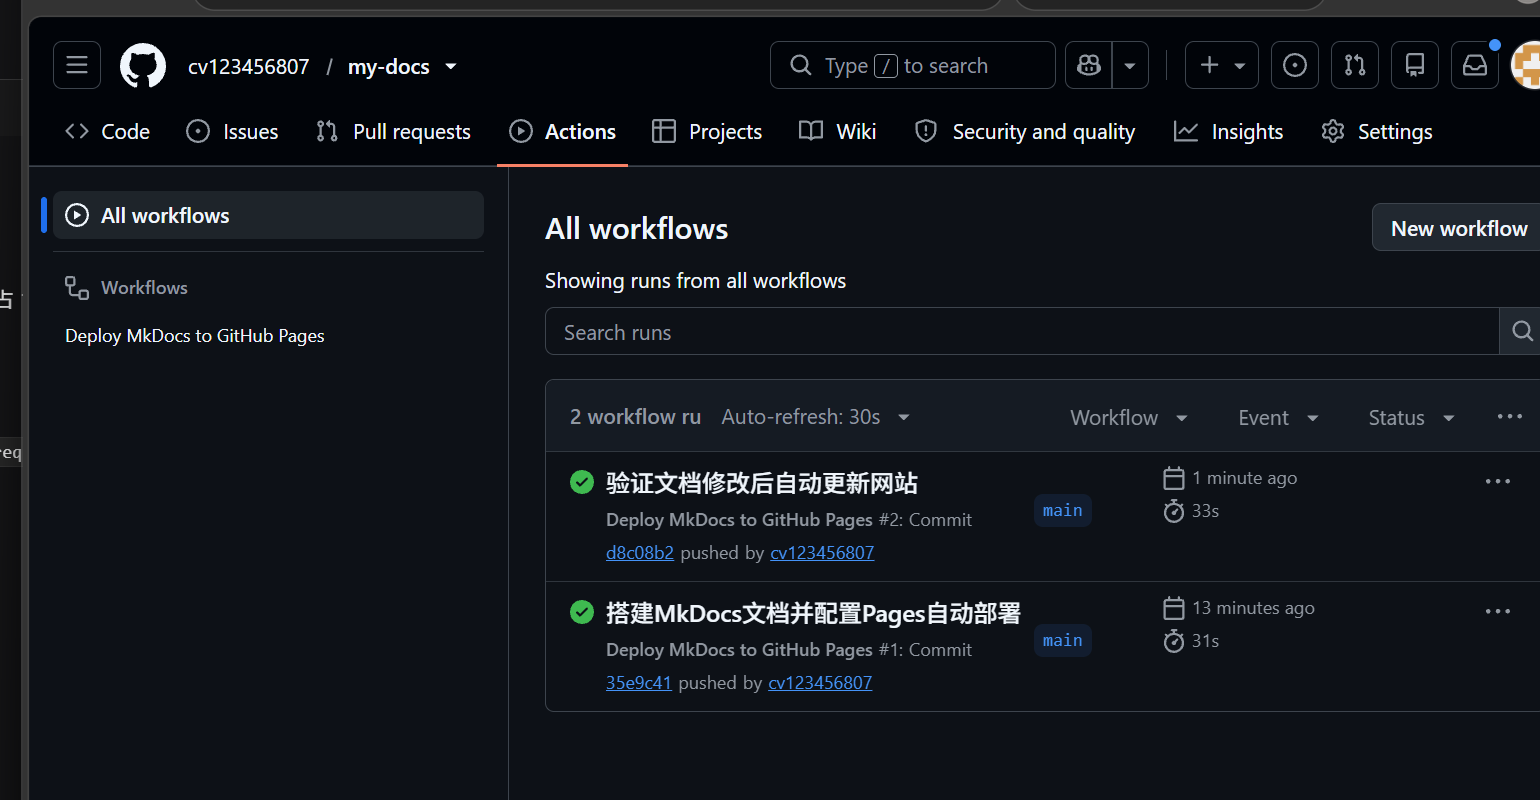 cv123456807 / my-docs
Type / to search
Code
Issues
Pull requests
Actions
Projects
Wiki
Security and quality
Insights
Settings
All workflows
Workflows
Deploy MkDocs to GitHub Pages
All workflows
New workflow
Showing runs from all workflows
Search runs
2 workflow ru
Auto-refresh: 30s
Workflow
Event
Status
验证文档修改后自动更新网站
Deploy MkDocs to GitHub Pages #2: Commit
d8c08b2 pushed by cv123456807
main
1 minute ago
33s
搭建MkDocs文档并配置Pages自动部署
Deploy MkDocs to GitHub Pages #1: Commit
35e9c41 pushed by cv123456807
main
13 minutes ago
31s
req